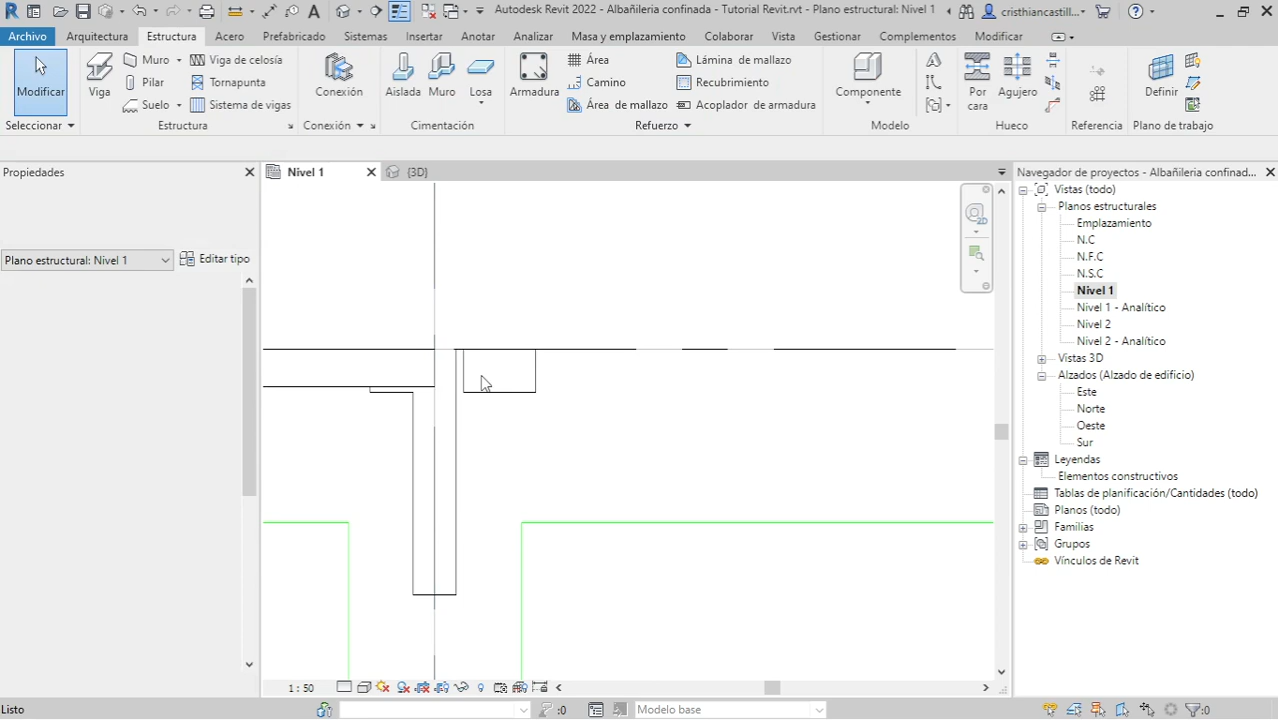 Autodesk Revit 2022 - Albañileria confinada - Tutorial Revit.rvt - Plano estructural: Nivel 1
cristhiancastill...
Archivo Arquitectura Estructura Acero Prefabricado Sistemas Insertar Anotar Analizar Masa y emplazamiento Colaborar Vista Gestionar Complementos Modificar
Modificar
Viga
Muro
Pilar
Suelo
Viga de celosía
Tornapunta
Sistema de vigas
Conexión
Aislada
Muro
Losa
Armadura
Área
Camino
Área de mallazo
Lámina de mallazo
Recubrimiento
Acoplador de armadura
Componente
Por
cara
Agujero
Definir
Seleccionar Estructura Conexión Cimentación Refuerzo Modelo Hueco Referencia Plano de trabajo
Propiedades
Plano estructural: Nivel 1
Editar tipo
Nivel 1
{3D}
2D
Navegador de proyectos - Albañileria confinad...
Vistas (todo)
Planos estructurales
Emplazamiento
N.C
N.F.C
N.S.C
Nivel 1
Nivel 1 - Analítico
Nivel 2
Nivel 2 - Analítico
Vistas 3D
Alzados (Alzado de edificio)
Este
Norte
Oeste
Sur
Leyendas
Elementos constructivos
Tablas de planificación/Cantidades (todo)
Planos (todo)
Familias
Grupos
Vínculos de Revit
1 : 50
Listo
:0
Modelo base
:0